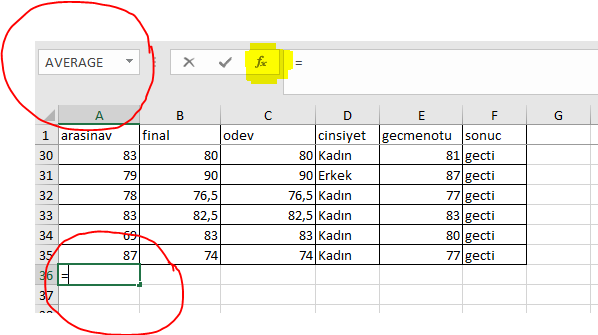 AVERAGE fx =
A B C D E F G
1 arasinav final odev cinsiyet gecmenotu sonuc
30 83 80 80 Kadın 81 gecti
31 79 90 90 Erkek 87 gecti
32 78 76,5 76,5 Kadın 77 gecti
33 83 82,5 82,5 Kadın 83 gecti
34 69 83 83 Kadın 80 gecti
35 87 74 74 Kadın 77 gecti
36 =
37